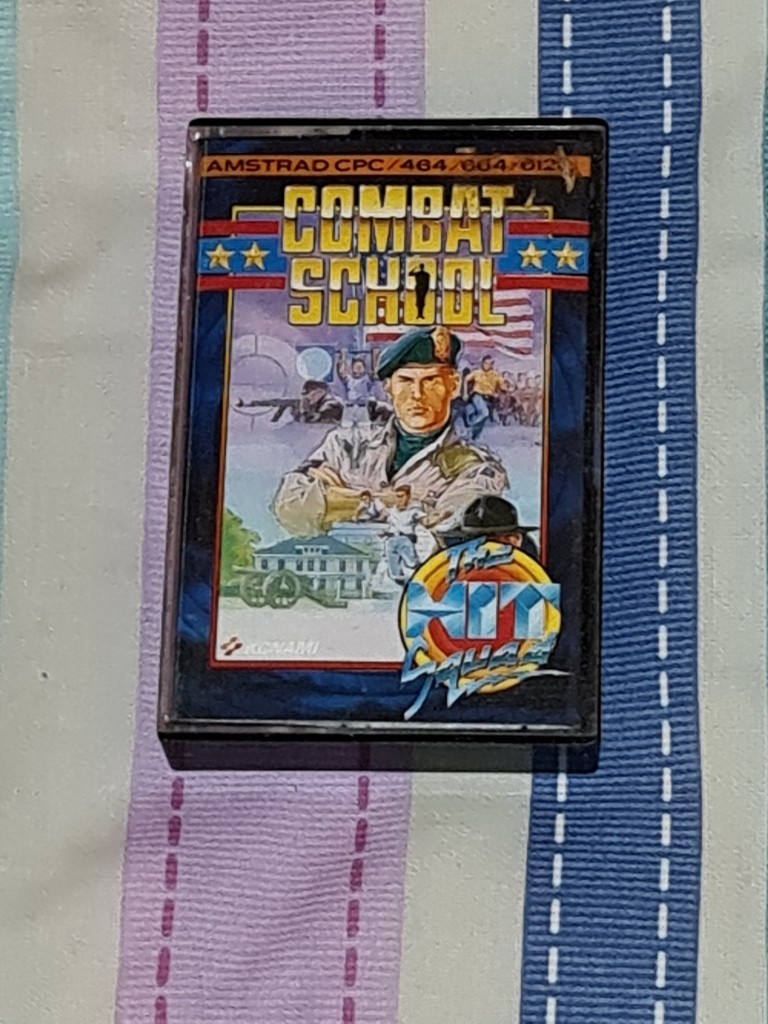 AMSTRAD CPC/464/664/6128
COMBAT
SCHOOL
The
HIT
Squad
KONAMI